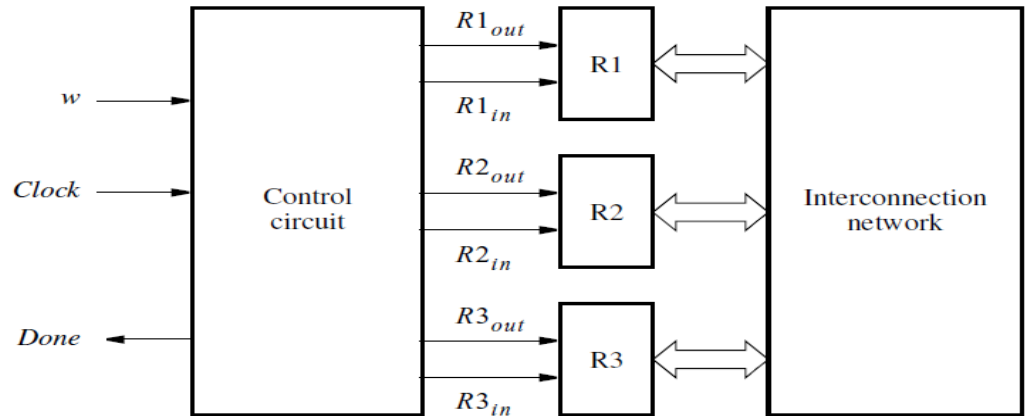 w
Clock
Done
Control
circuit
R1out
R1in
R2out
R2in
R3out
R3in
R1
R2
R3
Interconnection
network